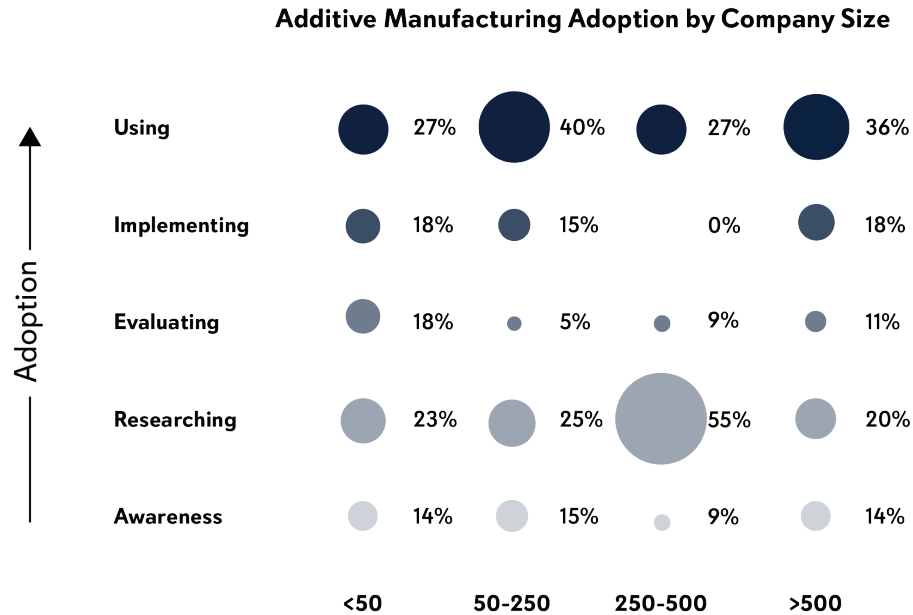 Additive Manufacturing Adoption by Company Size
Adoption
Using 27% 40% 27% 36%
Implementing 18% 15% 0% 18%
Evaluating 18% 5% 9% 11%
Researching 23% 25% 55% 20%
Awareness 14% 15% 9% 14%
<50 50-250 250-500 >500